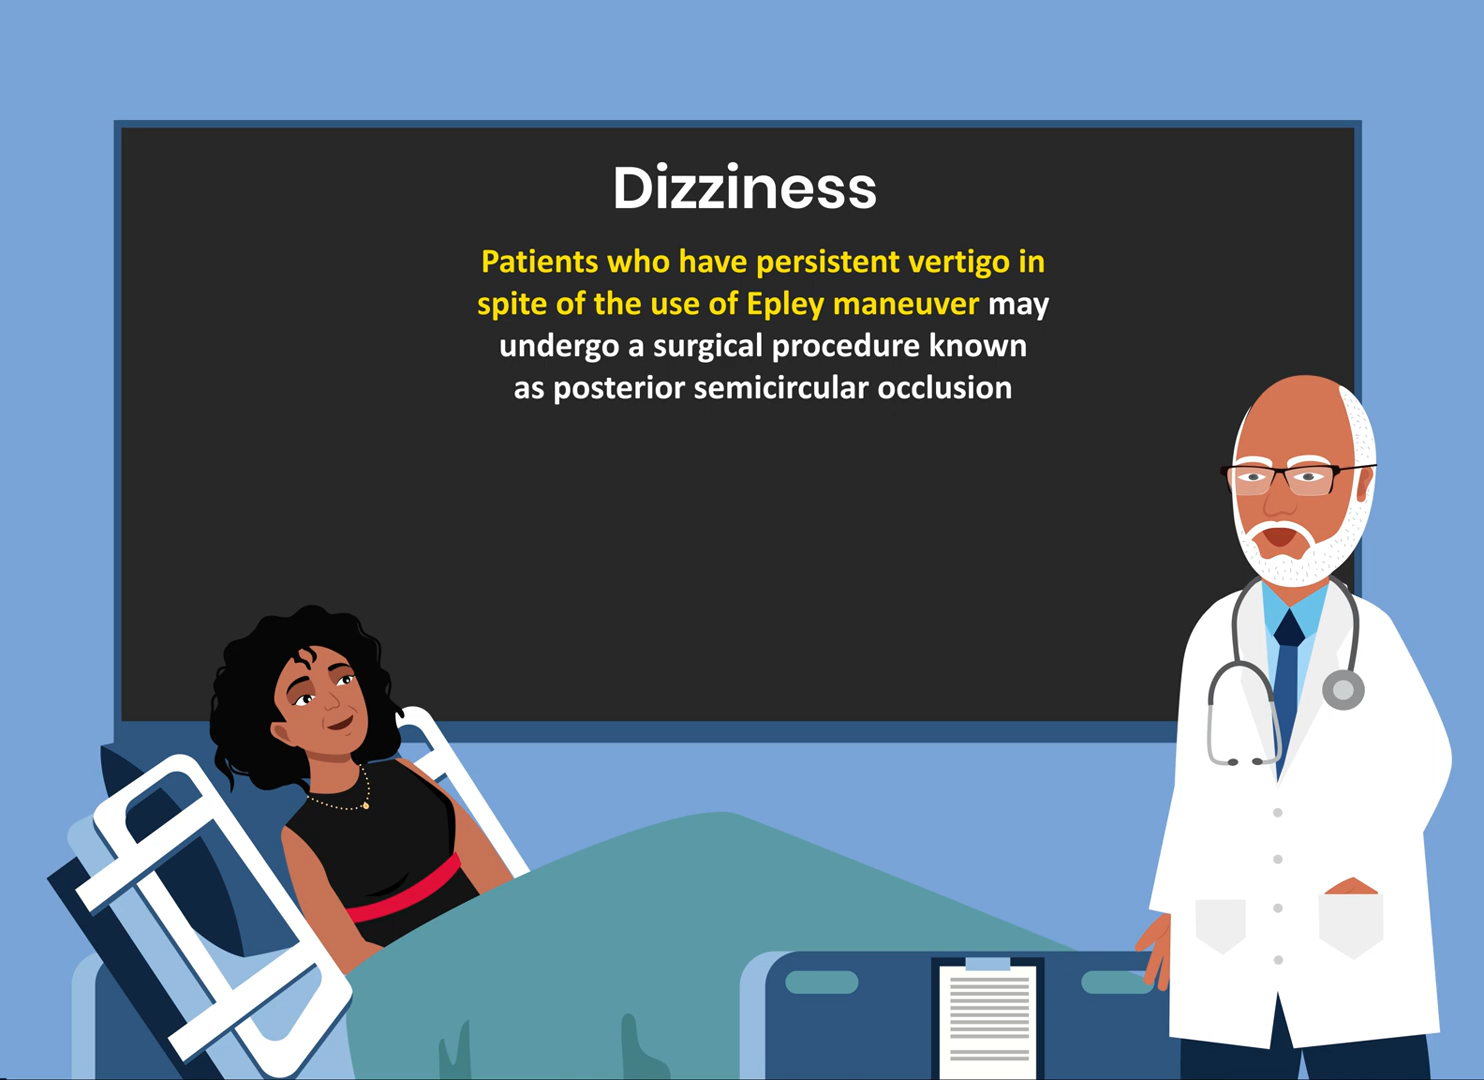 Dizziness
Patients who have persistent vertigo in
spite of the use of Epley maneuver may
undergo a surgical procedure known
as posterior semicircular occlusion